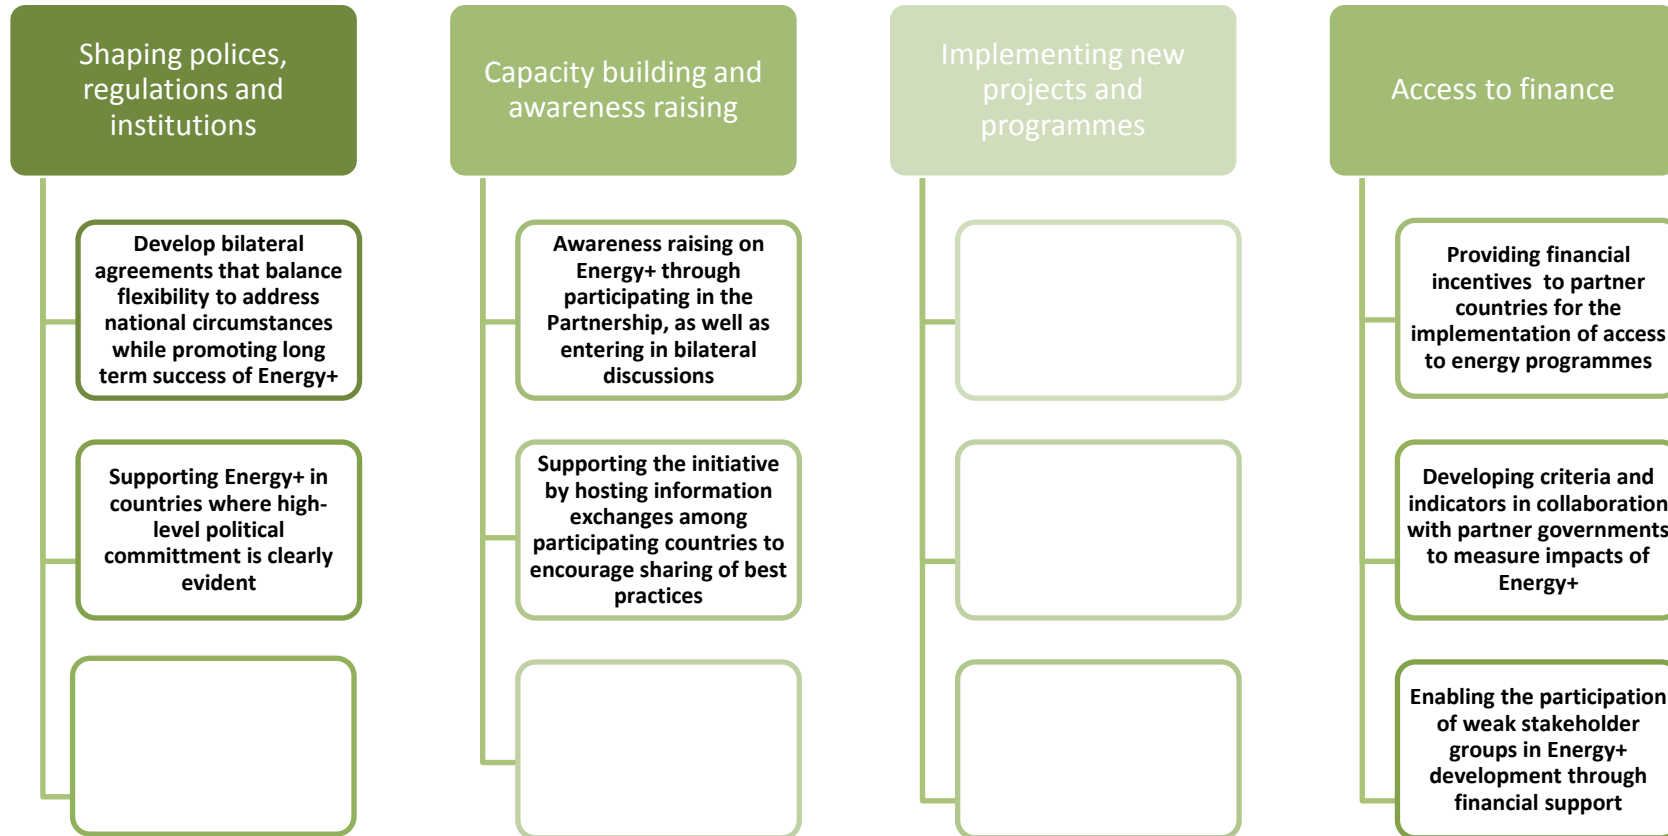 Shaping polices,
regulations and
institutions
Develop bilateral
agreements that balance
flexibility to address
national circumstances
while promoting long
term success of Energy+
Supporting Energy+ in
countries where high-
level political
committment is clearly
evident
Capacity building and
awareness raising
Awareness raising on
Energy+ through
participating in the
Partnership, as well as
entering in bilateral
discussions
Supporting the initiative
by hosting information
exchanges among
participating countries to
encourage sharing of best
practices
Implementing new
projects and
programmes
Access to finance
Providing financial
incentives to partner
countries for the
implementation of access
to energy programmes
Developing criteria and
indicators in collaboration
with partner governments
to measure impacts of
Energy+
Enabling the participation
of weak stakeholder
groups in Energy+
development through
financial support